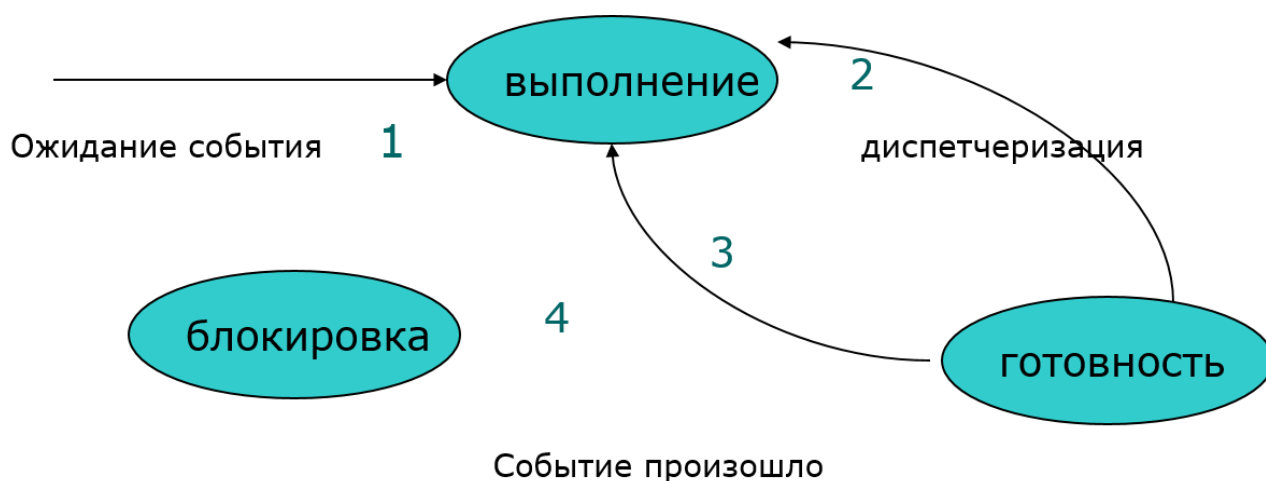 выполнение
2
Ожидание события 1
диспетчеризация
3
4
блокировка
готовность
Событие произошло